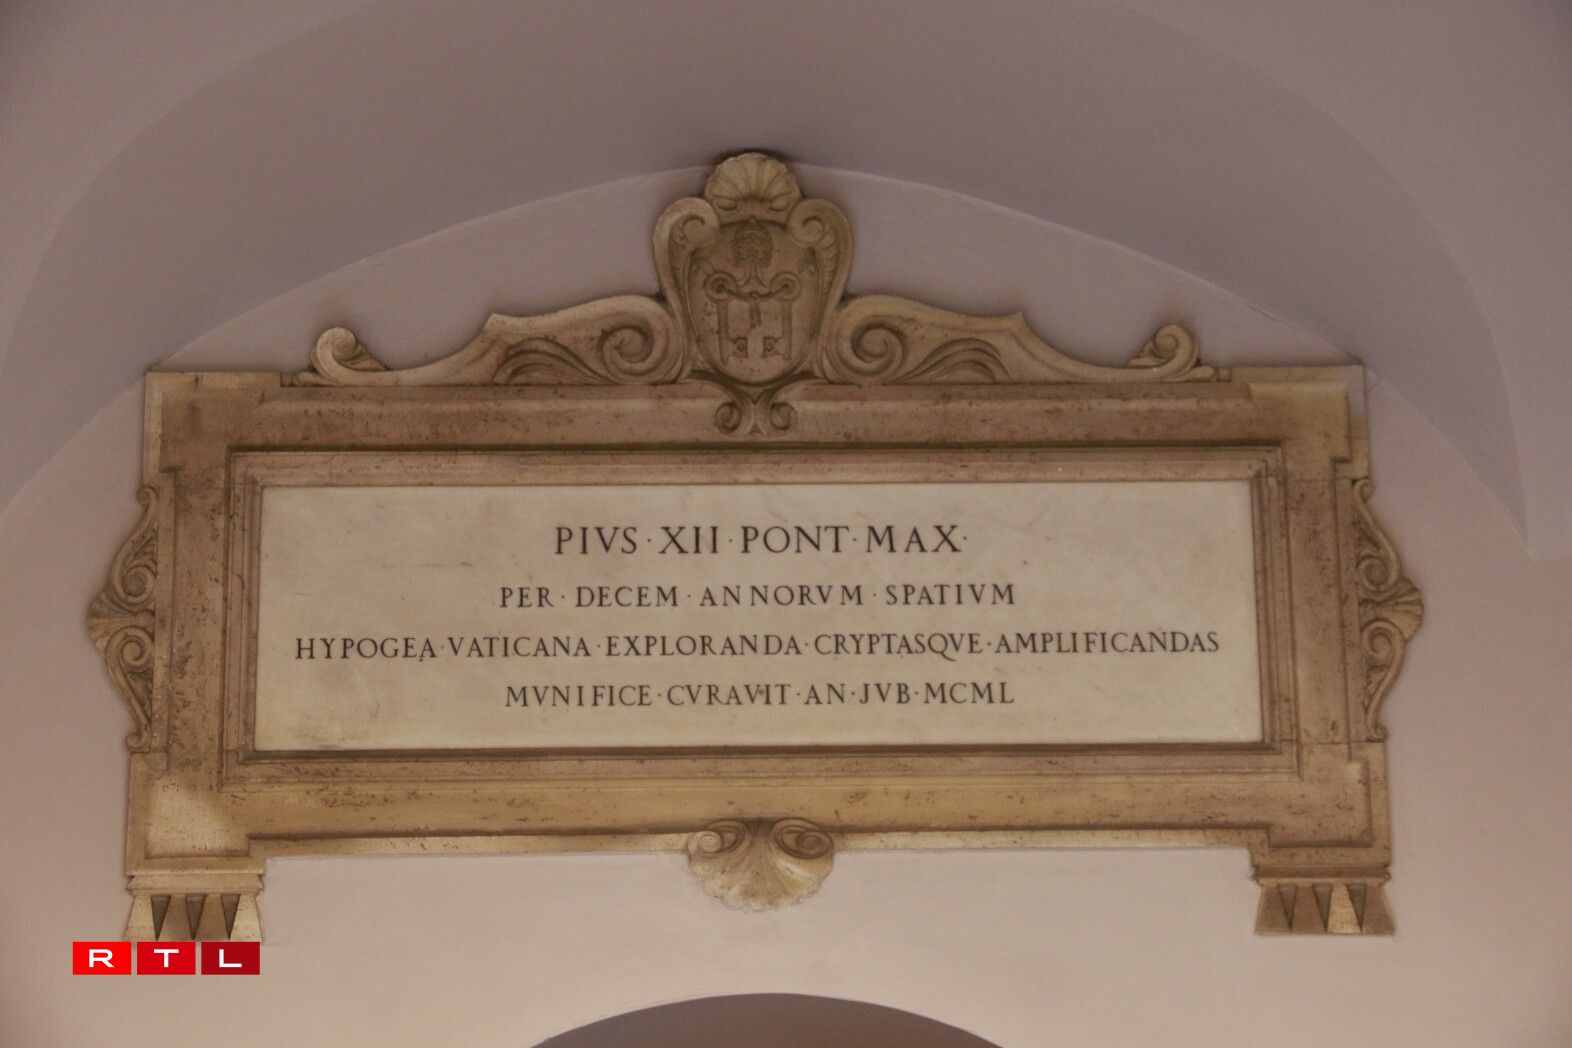 PIVS·XII·PONT·MAX·
PER·DECEM·ANNORVM·SPATIVM
HYPOGEA·VATICANA·EXPLORANDA·CRYPTASQVE·AMPLIFICANDAS
MVNIFICE·CVRAVIT·AN·JVB·MCML
RTL